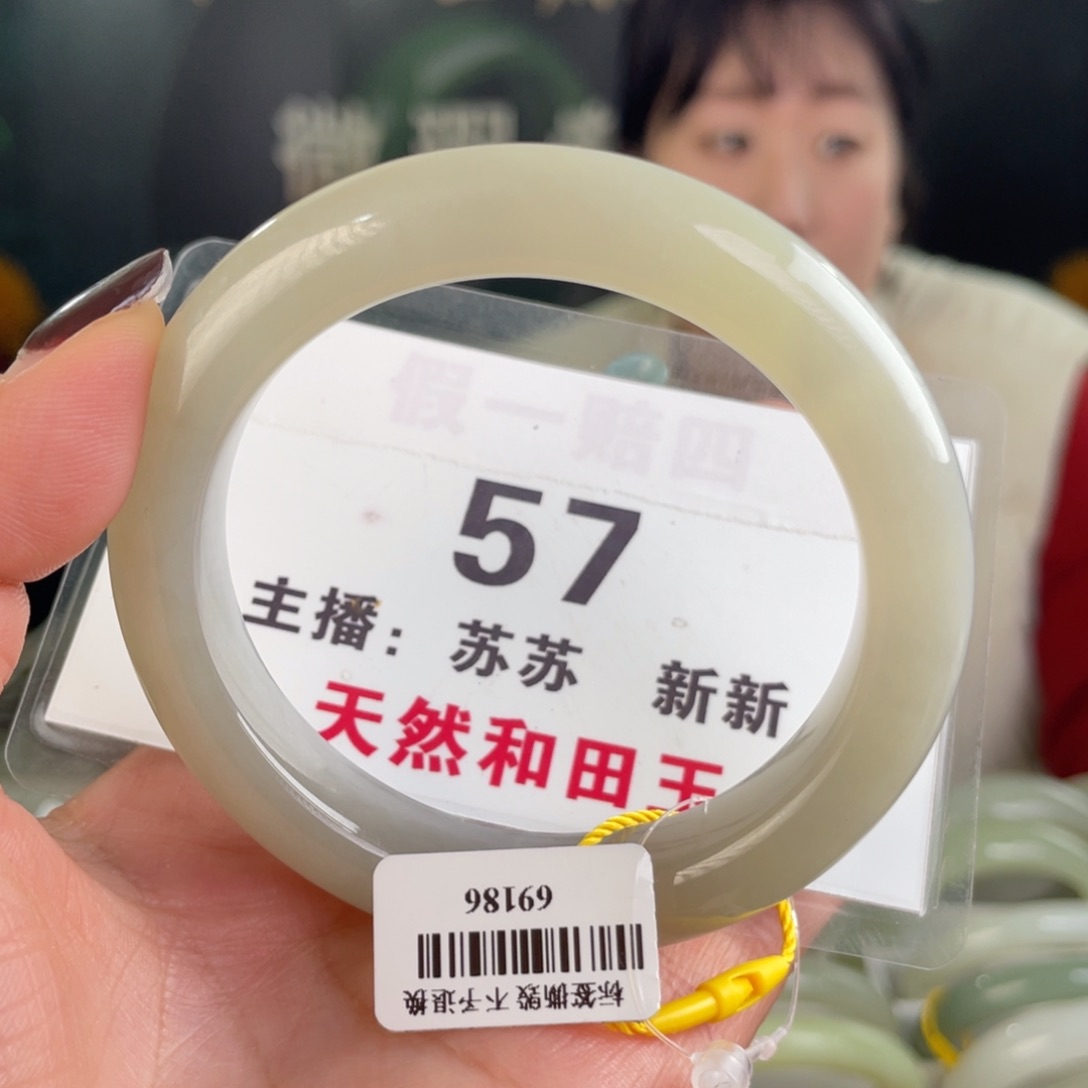 假一赔四
57
主播：苏苏 新新
天然和田玉
69186
标签撕毁 不予退换